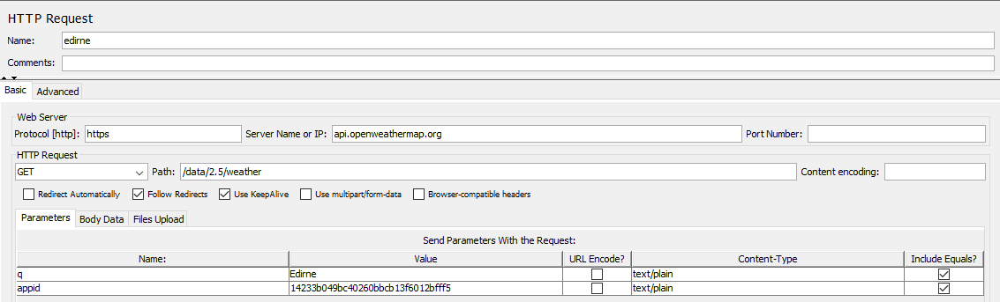 HTTP Request
Name: edirne
Comments:
Basic Advanced
Web Server
Protocol [http]: https Server Name or IP: api.openweathermap.org Port Number:
HTTP Request
GET Path: /data/2.5/weather Content encoding:
Redirect Automatically Follow Redirects Use KeepAlive Use multipart/form-data Browser-compatible headers
Parameters Body Data Files Upload
Send Parameters With the Request:
Name: Value URL Encode? Content-Type Include Equals?
q Edirne text/plain
appid 14233b049bc40260bbcb13f6012bfff5 text/plain